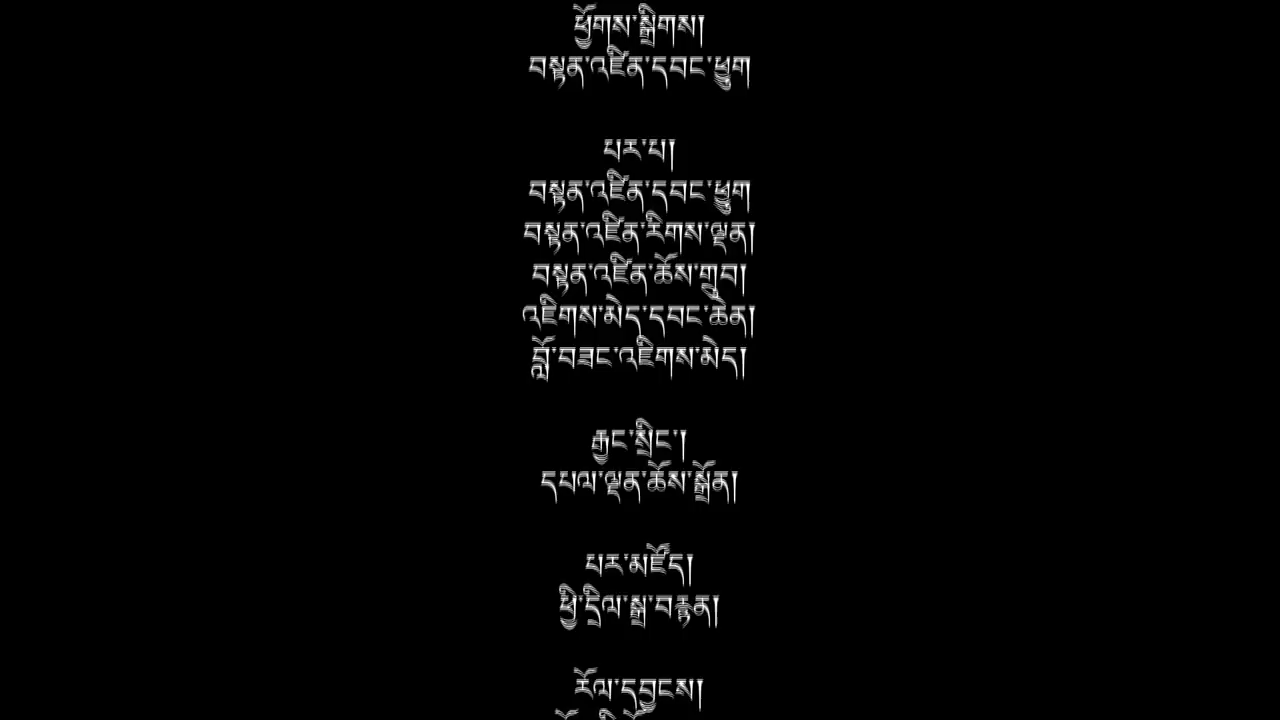 ཕྱོགས་སྒྲིགས།
བསྟན་འཛིན་དབང་ཕྱུག
པར་པ།
བསྟན་འཛིན་དབང་ཕྱུག
བསྟན་འཛིན་རིགས་ལྡན།
བསྟན་འཛིན་ཆོས་གྲུབ།
འཇིགས་མེད་དབང་ཆེན།
བློ་བཟང་འཇིགས་མེད།
རྒྱང་སྲིང་།
དཔལ་ལྡན་ཆོས་སྒྲོན།
པར་མཛོད།
ཕྱི་དྲིལ་སྒྲ་བརྙན།
རོལ་དབྱངས།